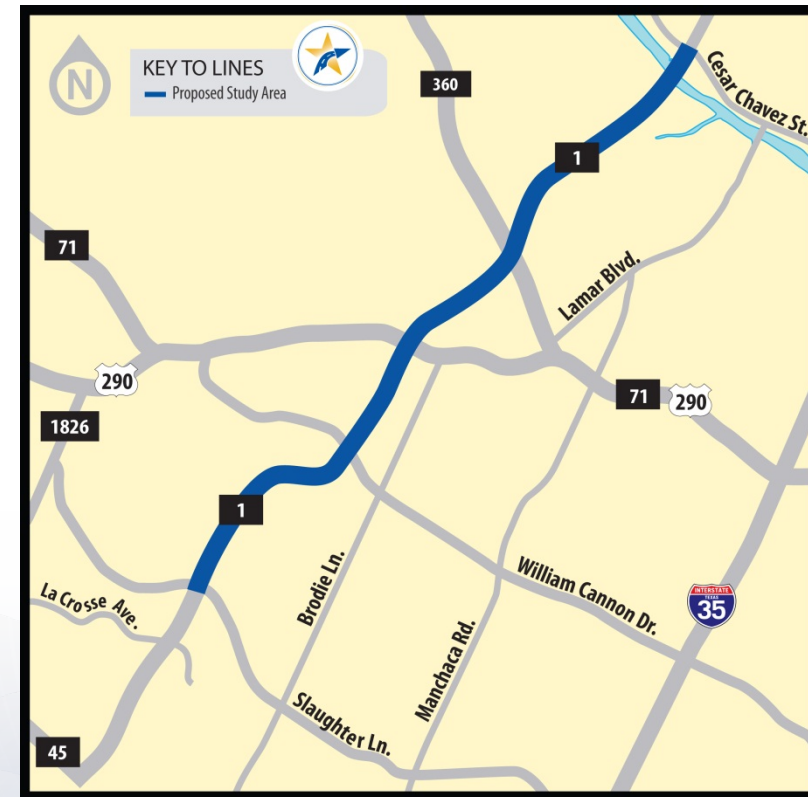 N
KEY TO LINES
Proposed Study Area
360
Cesar Chavez St.
1
71
Lamar Blvd.
290
71
290
1826
1
La Crosse Ave.
Brodie Ln.
William Cannon Dr.
INTERSTATE
TEXAS
35
Manchaca Rd.
Slaughter Ln.
45